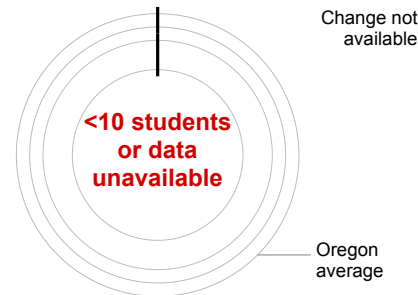 Change not
available
<10 students
or data
unavailable
Oregon
average